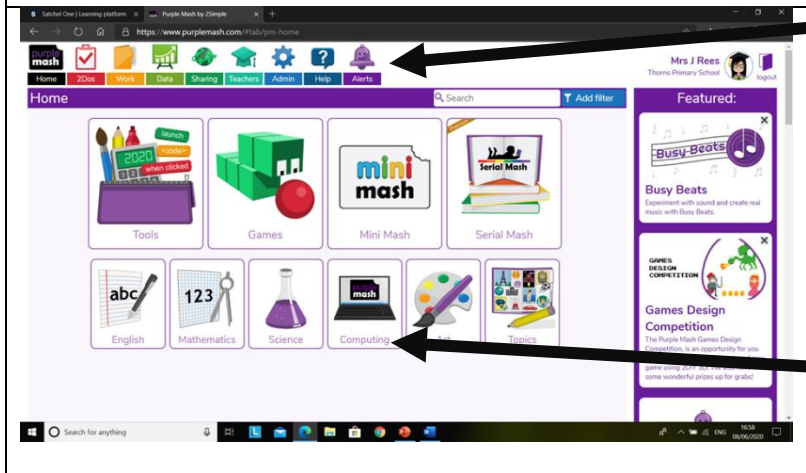 Satchel One | Learning platform
Purple Mash by 2Simple
https://www.purplemash.com/#tab/pm-home
purple
mash
Home
2Dos
Work
Data
Sharing
Teachers
Admin
Help
Alerts
Mrs J Rees
Thorns Primary School
logout
Home
Search
Add filter
Featured:
launch
<code>
when clicked
2020
mini
mash
Serial Mash
Tools
Games
Mini Mash
Serial Mash
abc
123
purple
mash
English
Mathematics
Science
Computing
Topics
Busy Beats
Busy Beats
Experiment with sound and create real
music with Busy Beats.
GAMES
DESIGN
COMPETITION
Games Design
Competition
The Purple Mash Games Design
Competition, is an opportunity for you
some wonderful prizes up for grabs!
Search for anything
ENG
16:58
08/06/2020